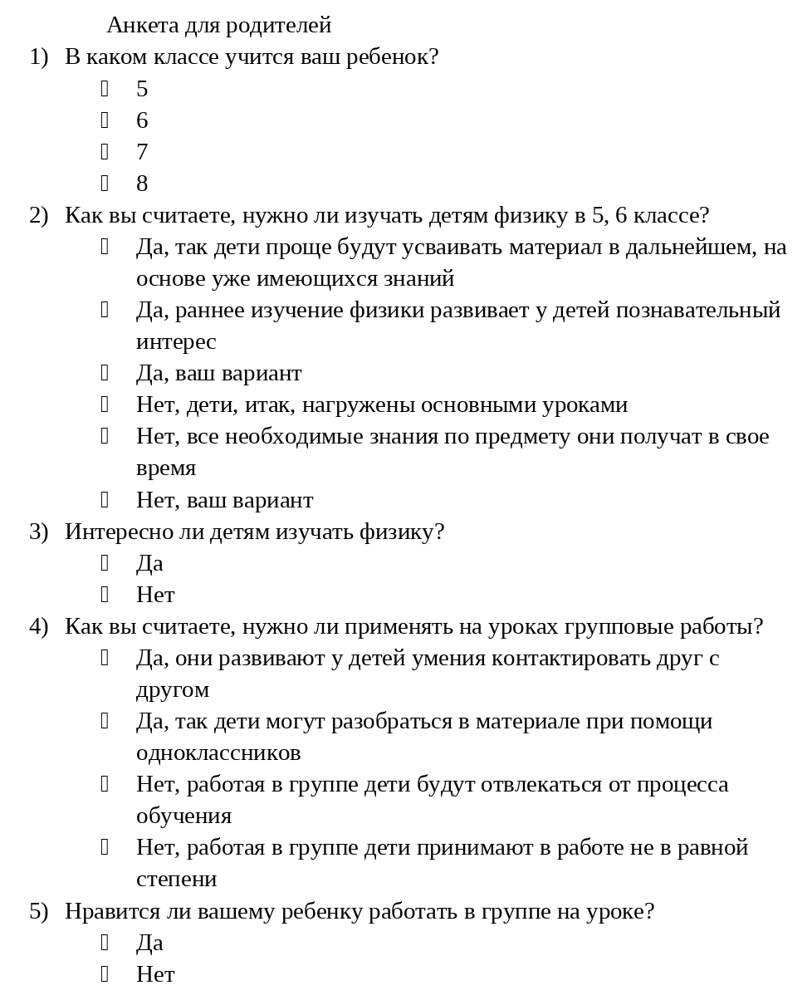 Анкета для родителей
1) В каком классе учится ваш ребенок?
▯ 5
▯ 6
▯ 7
▯ 8
2) Как вы считаете, нужно ли изучать детям физику в 5, 6 классе?
▯ Да, так дети проще будут усваивать материал в дальнейшем, на
основе уже имеющихся знаний
▯ Да, раннее изучение физики развивает у детей познавательный
интерес
▯ Да, ваш вариант
▯ Нет, дети, итак, нагружены основными уроками
▯ Нет, все необходимые знания по предмету они получат в свое
время
▯ Нет, ваш вариант
3) Интересно ли детям изучать физику?
▯ Да
▯ Нет
4) Как вы считаете, нужно ли применять на уроках групповые работы?
▯ Да, они развивают у детей умения контактировать друг с
другом
▯ Да, так дети могут разобраться в материале при помощи
одноклассников
▯ Нет, работая в группе дети будут отвлекаться от процесса
обучения
▯ Нет, работая в группе дети принимают в работе не в равной
степени
5) Нравится ли вашему ребенку работать в группе на уроке?
▯ Да
▯ Нет